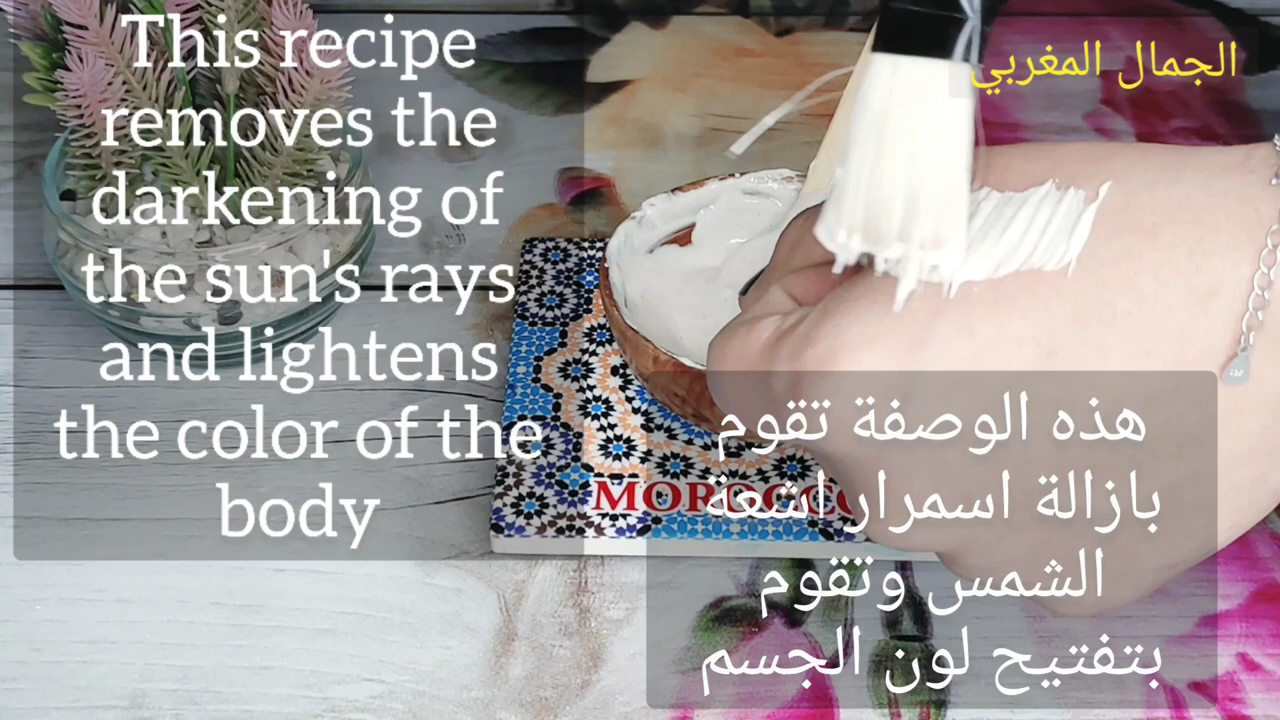 This recipe
removes the
darkening of
the sun's rays
and lightens
the color of the
body
الجمال المغربي
MOROCCO
هذه الوصفة تقوم
بازالة اسمرار اشعة
الشمس وتقوم
بتفتيح لون الجسم